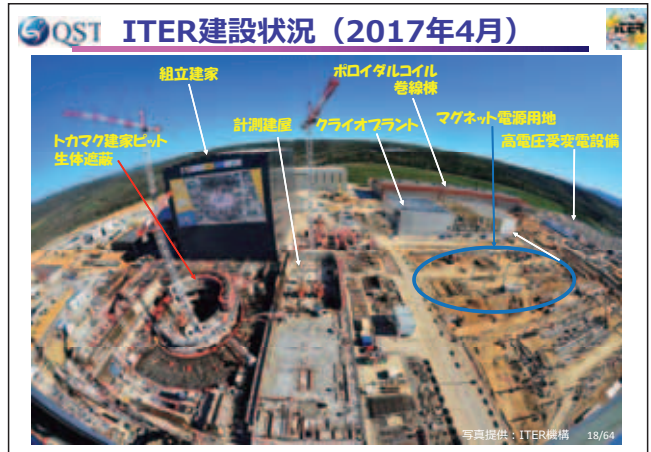 QST ITER建設状況（2017年4月）
iter
組立建家
ポロイダルコイル
巻線棟
マグネット電源用地
計測建屋
クライオプラント
高電圧受変電設備
トカマク建家ピット
生体遮蔽
写真提供：ITER機構 18/64